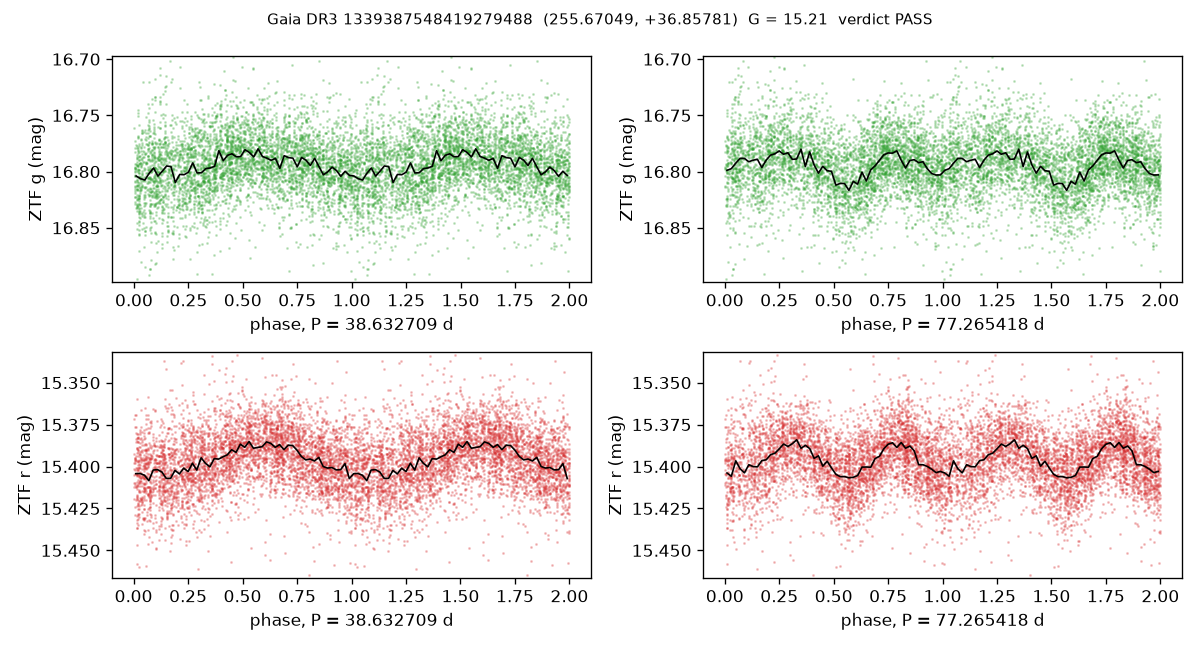 Gaia DR3 1339387548419279488 (255.67049, +36.85781) G = 15.21 verdict PASS
16.70
16.75
16.80
16.85
ZTF g (mag)
0.00 0.25 0.50 0.75 1.00 1.25 1.50 1.75 2.00
phase, P = 38.632709 d
16.70
16.75
16.80
16.85
ZTF g (mag)
0.00 0.25 0.50 0.75 1.00 1.25 1.50 1.75 2.00
phase, P = 77.265418 d
15.350
15.375
15.400
15.425
15.450
ZTF r (mag)
0.00 0.25 0.50 0.75 1.00 1.25 1.50 1.75 2.00
phase, P = 38.632709 d
15.350
15.375
15.400
15.425
15.450
ZTF r (mag)
0.00 0.25 0.50 0.75 1.00 1.25 1.50 1.75 2.00
phase, P = 77.265418 d